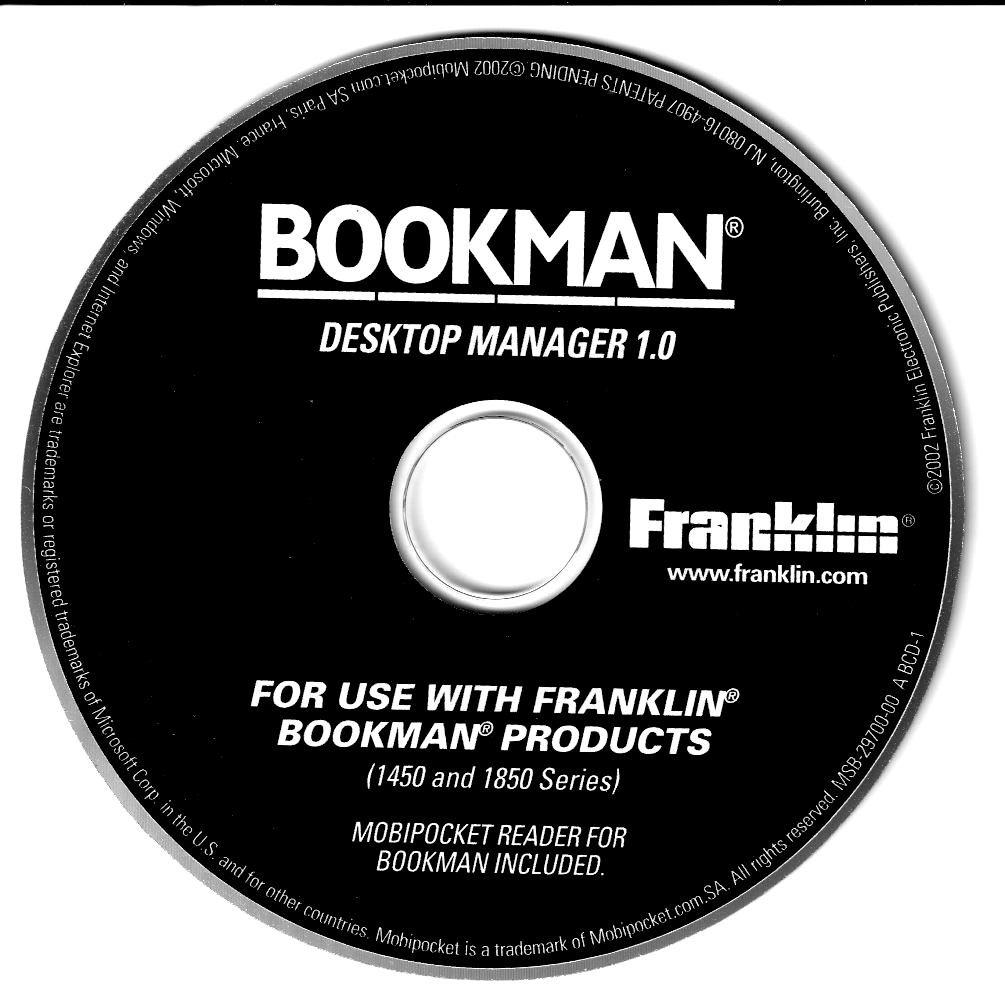 BOOKMAN®
DESKTOP MANAGER 1.0
Franklin®
www.franklin.com
FOR USE WITH FRANKLIN®
BOOKMAN® PRODUCTS
(1450 and 1850 Series)
MOBIPOCKET READER FOR
BOOKMAN INCLUDED.
©2002 Franklin Electronic Publishers, Inc. Burlington, NJ 08016-4907 PATENTS PENDING. ©2002 Mobipocket.com SA Paris, France. Microsoft, Windows, and Internet Explorer are trademarks or registered trademarks of Microsoft Corp. in the U.S. and for other countries. Mobipocket is a trademark of Mobipocket.com.SA. All rights reserved. MSB-29700-00 A BCD-1